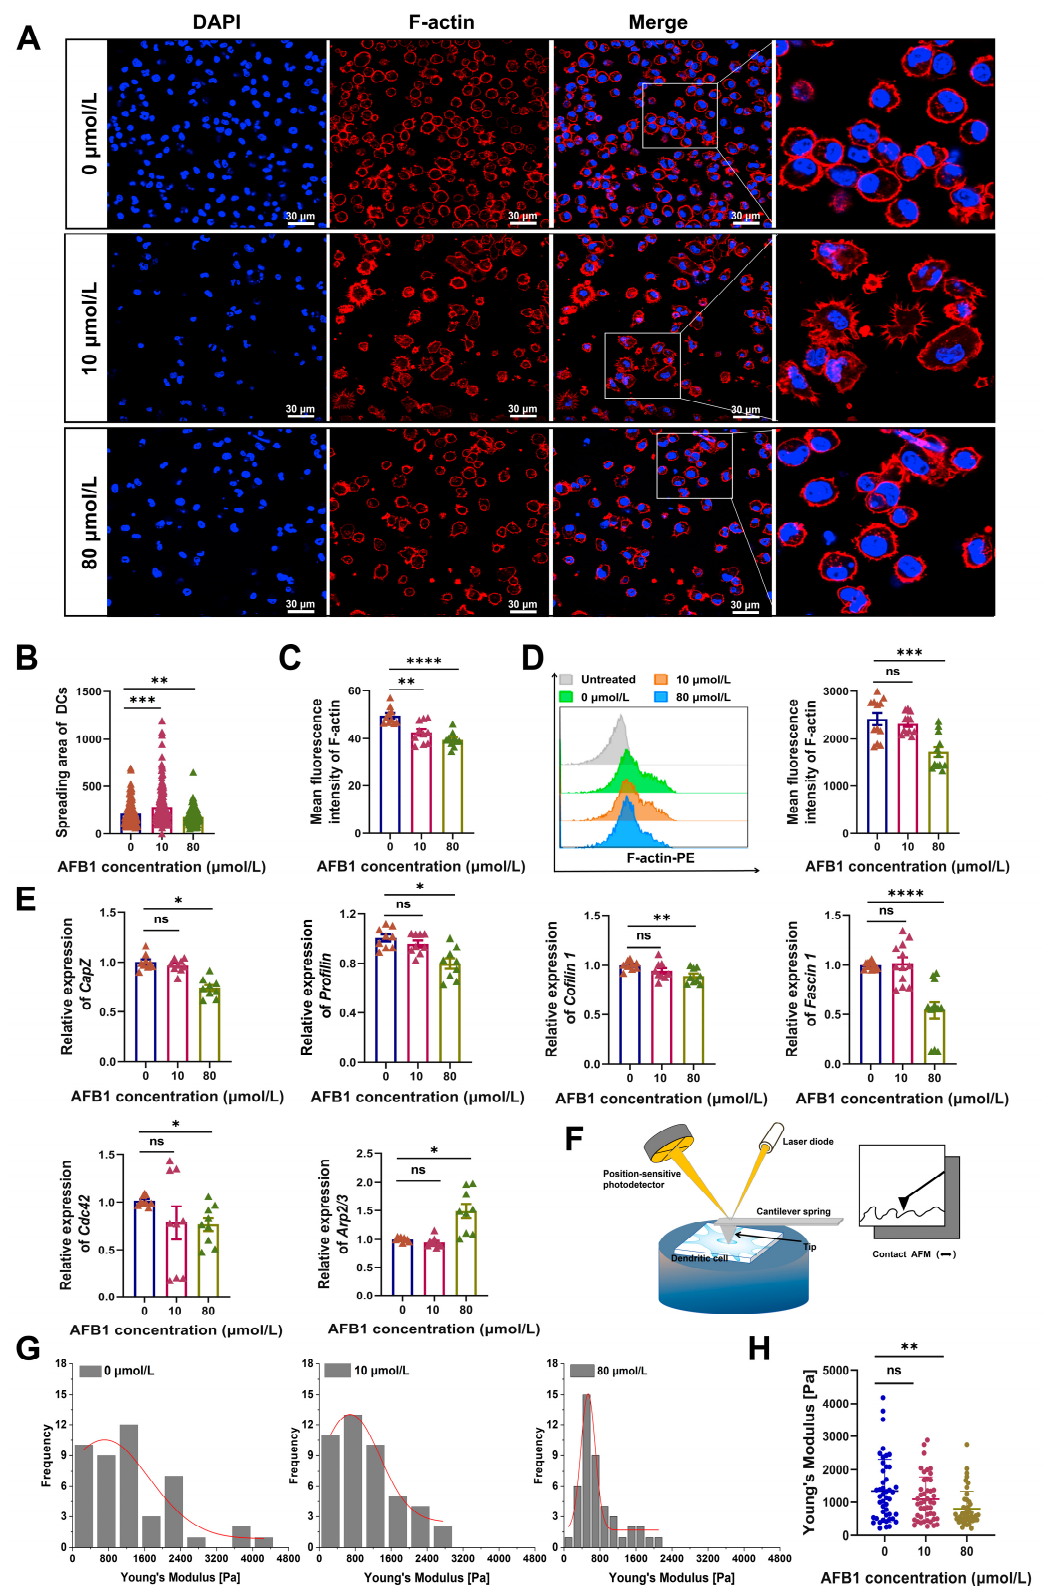 A
DAPI
F-actin
Merge
0 µmol/L
30 µm
30 µm
30 µm
10 µmol/L
30 µm
30 µm
30 µm
80 µmol/L
30 µm
30 µm
30 µm
B
Spreading area of DCs
1500
1000
500
0
**
***
0 10 80
AFB1 concentration (µmol/L)
C
Mean fluorescence
intensity of F-actin
60
40
20
0
****
**
0 10 80
AFB1 concentration (µmol/L)
D
Untreated
10 µmol/L
0 µmol/L
80 µmol/L
F-actin-PE
Mean fluorescence
intensity of F-actin
3000
2000
1000
0
***
ns
0 10 80
AFB1 concentration (µmol/L)
E
Relative expression
of CapZ
1.5
1.0
0.5
0.0
*
ns
0 10 80
AFB1 concentration (µmol/L)
Relative expression
of Profilin
1.2
0.8
0.4
0.0
*
ns
0 10 80
AFB1 concentration (µmol/L)
Relative expression
of Cofilin 1
1.5
1.0
0.5
0.0
**
ns
0 10 80
AFB1 concentration (µmol/L)
Relative expression
of Fascin 1
1.5
1.0
0.5
0.0
****
ns
0 10 80
AFB1 concentration (µmol/L)
Relative expression
of Cdc42
1.5
1.0
0.5
0.0
*
ns
0 10 80
AFB1 concentration (µmol/L)
Relative expression
of Arp2/3
2.5
2.0
1.5
1.0
0.5
0.0
*
ns
0 10 80
AFB1 concentration (µmol/L)
F
Laser diode
Position-sensitive
photodetector
Cantilever spring
Tip
Dendritic cell
Contact AFM (—)
G
Frequency
18
15
12
9
6
3
0
0 µmol/L
0 800 1600 2400 3200 4000 4800
Young's Modulus [Pa]
Frequency
18
15
12
9
6
3
0
10 µmol/L
0 800 1600 2400 3200 4000 4800
Young's Modulus [Pa]
Frequency
18
15
12
9
6
3
0
80 µmol/L
0 800 1600 2400 3200 4000 4800
Young's Modulus [Pa]
H
Young's Modulus [Pa]
5000
4000
3000
2000
1000
0
**
ns
0 10 80
AFB1 concentration (µmol/L)